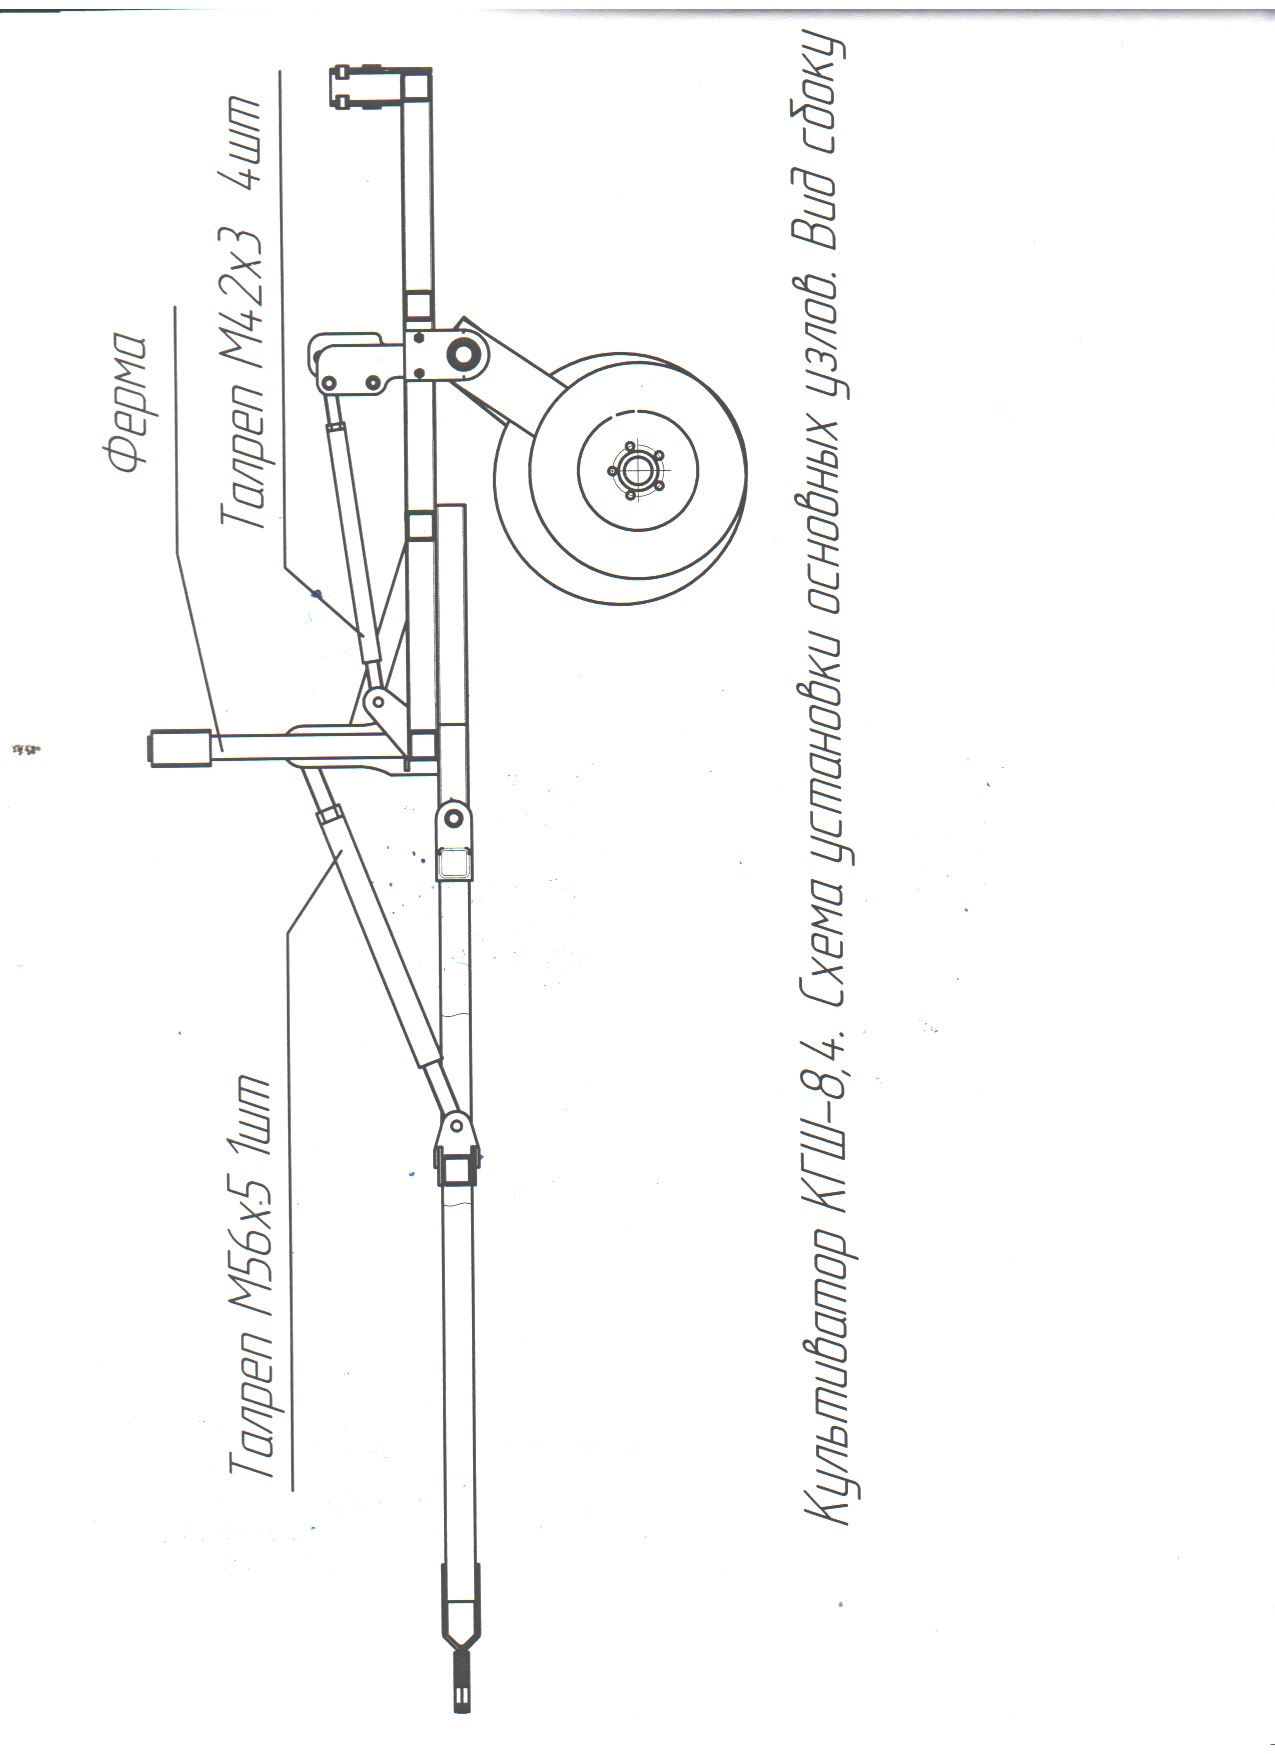 Ферма
Талреп М42х3 4шт
Талреп М56х5 1шт
Культиватор КГШ-8,4. Схема установки основных узлов. Вид сбоку